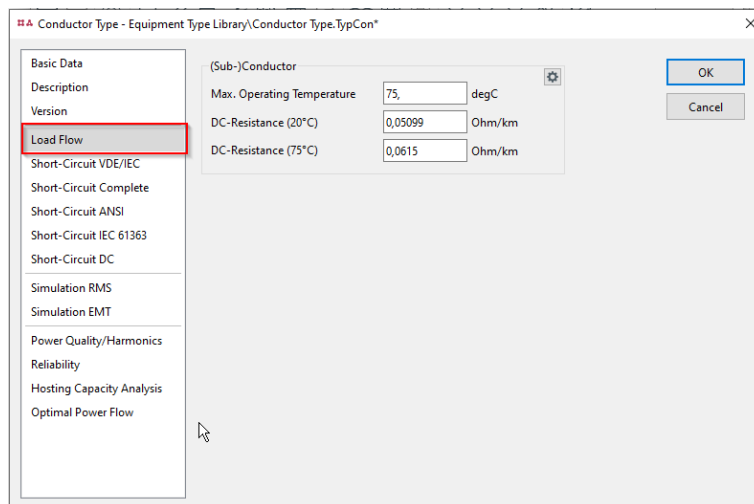 Conductor Type - Equipment Type Library\Conductor Type.TypCon*
Basic Data
Description
Version
Load Flow
Short-Circuit VDE/IEC
Short-Circuit Complete
Short-Circuit ANSI
Short-Circuit IEC 61363
Short-Circuit DC
Simulation RMS
Simulation EMT
Power Quality/Harmonics
Reliability
Hosting Capacity Analysis
Optimal Power Flow
(Sub-)Conductor
Max. Operating Temperature 75, degC
DC-Resistance (20°C) 0,05099 Ohm/km
DC-Resistance (75°C) 0,0615 Ohm/km
OK
Cancel